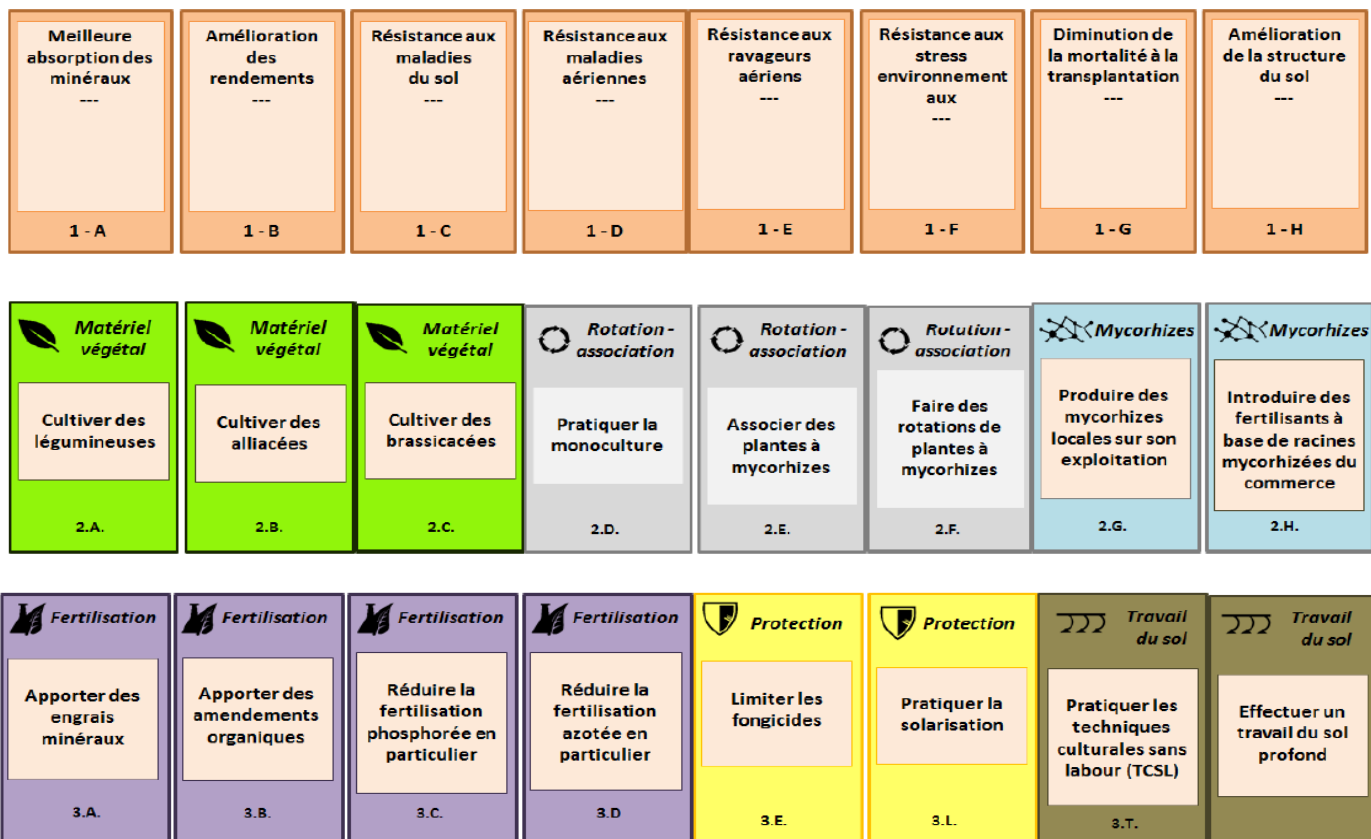 Meilleure
absorption des
minéraux
---
1 - A
Amélioration
des
rendements
---
1 - B
Résistance aux
maladies
du sol
---
1 - C
Résistance aux
maladies
aériennes
---
1 - D
Résistance aux
ravageurs
aériens
---
1 - E
Résistance aux
stress
environnement
aux
---
1 - F
Diminution de
la mortalité à la
transplantation
---
1 - G
Amélioration
de la structure
du sol
---
1 - H
Matériel
végétal
Cultiver des
légumineuses
2.A.
Matériel
végétal
Cultiver des
alliacées
2.B.
Matériel
végétal
Cultiver des
brassicacées
2.C.
Rotation -
association
Pratiquer la
monoculture
2.D.
Rotation -
association
Associer des
plantes à
mycorhizes
2.E.
Rotation -
association
Faire des
rotations de
plantes à
mycorhizes
2.F.
Mycorhizes
Produire des
mycorhizes
locales sur son
exploitation
2.G.
Mycorhizes
Introduire des
fertilisants à
base de racines
mycorhizées du
commerce
2.H.
Fertilisation
Apporter des
engrais
minéraux
3.A.
Fertilisation
Apporter des
amendements
organiques
3.B.
Fertilisation
Réduire la
fertilisation
phosphorée en
particulier
3.C.
Fertilisation
Réduire la
fertilisation
azotée en
particulier
3.D
Protection
Limiter les
fongicides
3.E.
Protection
Pratiquer la
solarisation
3.L.
Travail
du sol
Pratiquer les
techniques
culturales sans
labour (TCSL)
3.T.
Travail
du sol
Effectuer un
travail du sol
profond